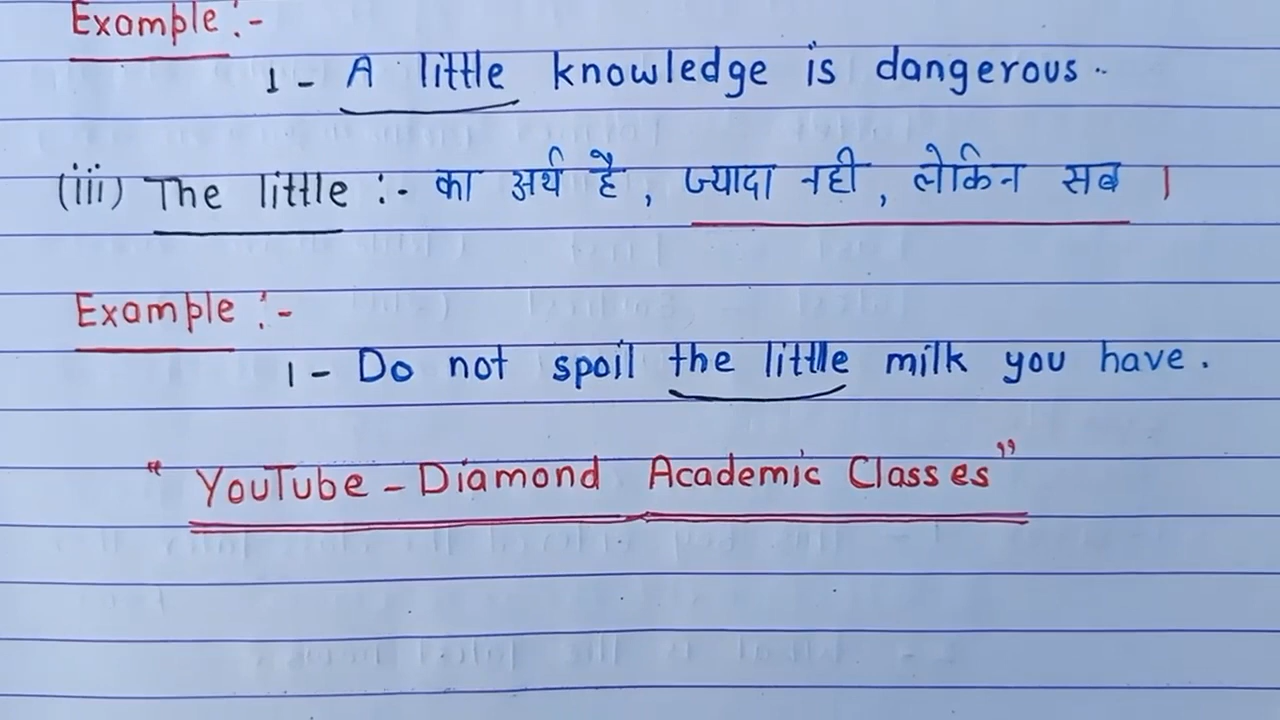 Example :-
1- A little knowledge is dangerous.
(iii) The little :- का अर्थ है, ज्यादा नही, लेकिन सब ।
Example :-
1- Do not spoil the little milk you have.
" YouTube - Diamond Academic Classes"